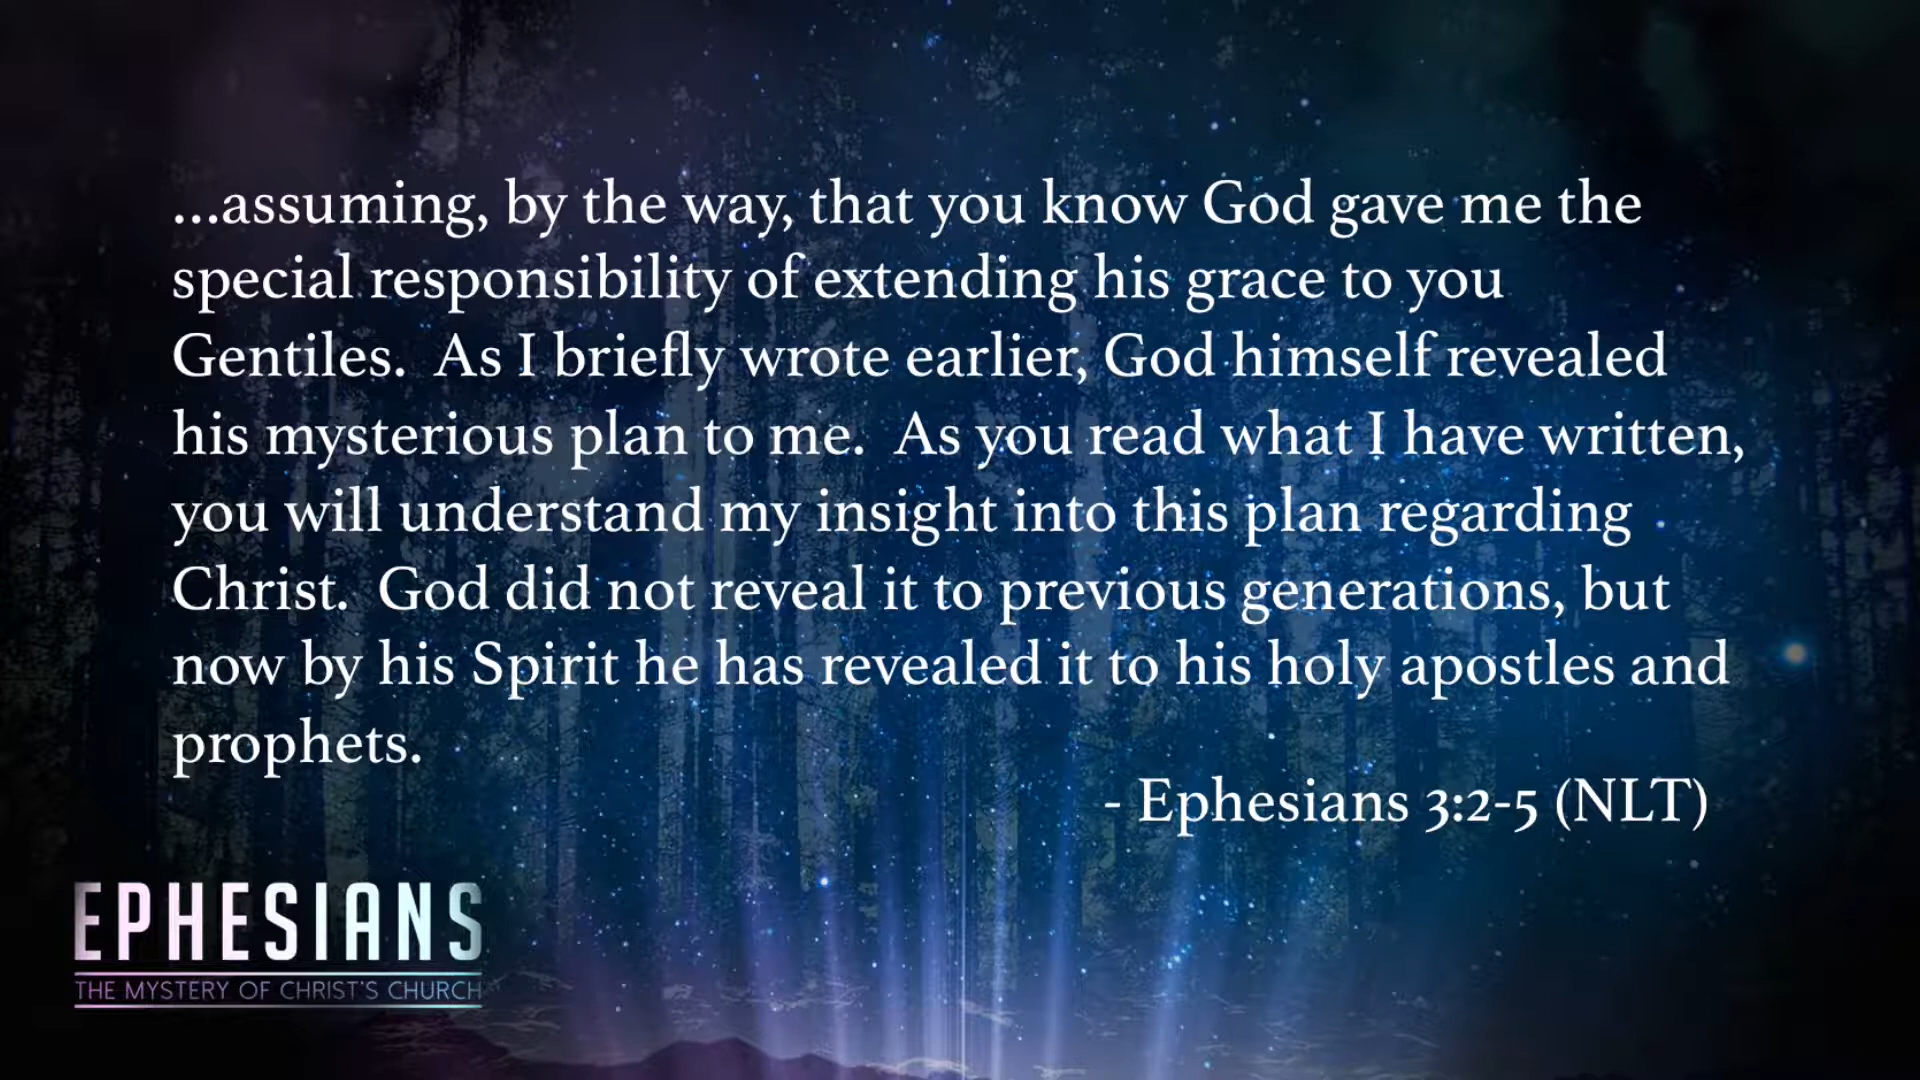 ...assuming, by the way, that you know God gave me the
special responsibility of extending his grace to you
Gentiles.  As I briefly wrote earlier, God himself revealed
his mysterious plan to me.  As you read what I have written,
you will understand my insight into this plan regarding
Christ.  God did not reveal it to previous generations, but
now by his Spirit he has revealed it to his holy apostles and
prophets.
- Ephesians 3:2-5 (NLT)
EPHESIANS
THE MYSTERY OF CHRIST'S CHURCH